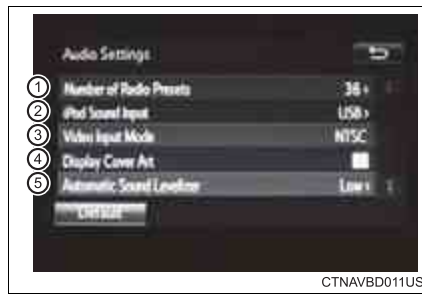 Audio Settings
1 Number of Radio Presets 36
2 iPod Sound Input USB
3 Video Input Mode NTSC
4 Display Cover Art
5 Automatic Sound Levelizer Low
Default
CTNAVBD011US